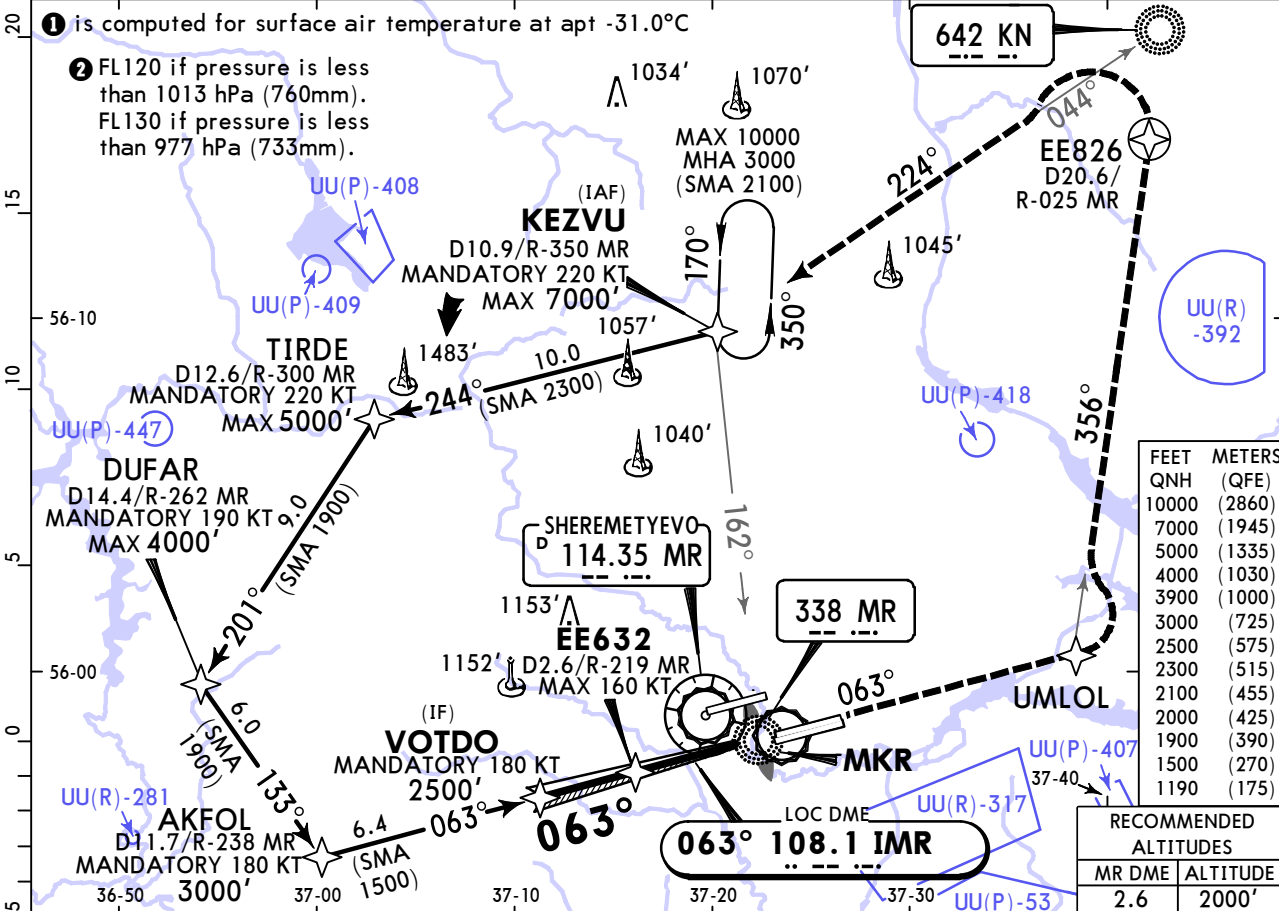 20
❶ is computed for surface air temperature at apt -31.0°C
❷ FL120 if pressure is less
than 1013 hPa (760mm).
FL130 if pressure is less
than 977 hPa (733mm).
642 KN
1034'
1070'
MAX 10000
MHA 3000
(SMA 2100)
044°
224°
EE826
D20.6/
R-025 MR
15
UU(P)-408
UU(P)-409
(IAF)
KEZVU
D10.9/R-350 MR
MANDATORY 220 KT
MAX 7000'
170°
350°
1045'
UU(R)
-392
56-10
1057'
10.0
244°
(SMA 2300)
TIRDE
D12.6/R-300 MR
MANDATORY 220 KT
MAX 5000'
1483'
10
UU(P)-447
UU(P)-418
356°
1040'
DUFAR
D14.4/R-262 MR
MANDATORY 190 KT
MAX 4000'
9.0
(SMA 1900)
201°
162°
SHEREMETYEVO
D
114.35 MR
338 MR
5
FEET METERS
QNH (QFE)
10000 (2860)
7000 (1945)
5000 (1335)
4000 (1030)
3900 (1000)
3000 (725)
2500 (575)
2300 (515)
2100 (455)
2000 (425)
1900 (390)
1500 (270)
1190 (175)
1153'
EE632
D2.6/R-219 MR
MAX 160 KT
1152'
56-00
063°
UMLOL
6.0
(SMA
1900)
133°
(IF)
VOTDO
MANDATORY 180 KT
2500'
0
MKR
UU(P)-407
37-40
UU(R)-281
AKFOL
D11.7/R-238 MR
MANDATORY 180 KT
3000'
6.4
063°
(SMA
1500)
063°
LOC DME
063° 108.1 IMR
UU(R)-317
UU(P)-53
RECOMMENDED
ALTITUDES
MR DME ALTITUDE
2.6 2000'
5
36-50
37-00
37-10
37-20
37-30